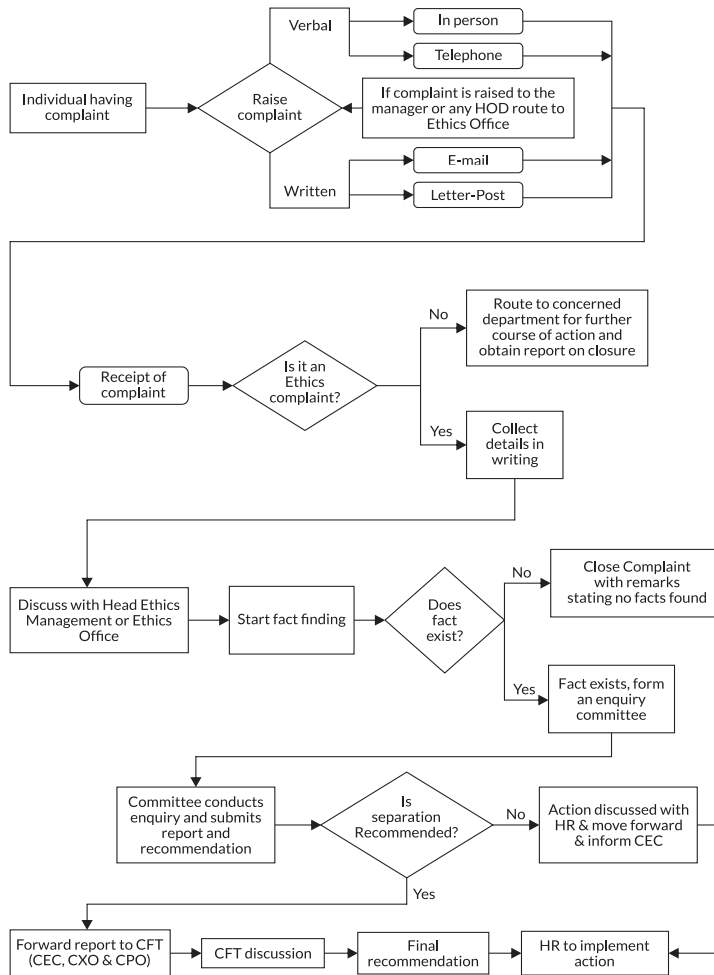 Verbal
In person
Telephone
Individual having
complaint
Raise
complaint
If complaint is raised to the
manager or any HOD route to
Ethics Office
E-mail
Written
Letter-Post
Route to concerned
department for further
course of action and
obtain report on closure
No
Receipt of
complaint
Is it an
Ethics
complaint?
Yes
Collect
details in
writing
Discuss with Head Ethics
Management or Ethics
Office
Start fact finding
Does
fact
exist?
No
Close Complaint
with remarks
stating no facts found
Yes
Fact exists, form
an enquiry
committee
Committee conducts
enquiry and submits
report and
recommendation
Is
separation
Recommended?
No
Action discussed with
HR & move forward
& inform CEC
Yes
Forward report to CFT
(CEC, CXO & CPO)
CFT discussion
Final
recommendation
HR to implement
action